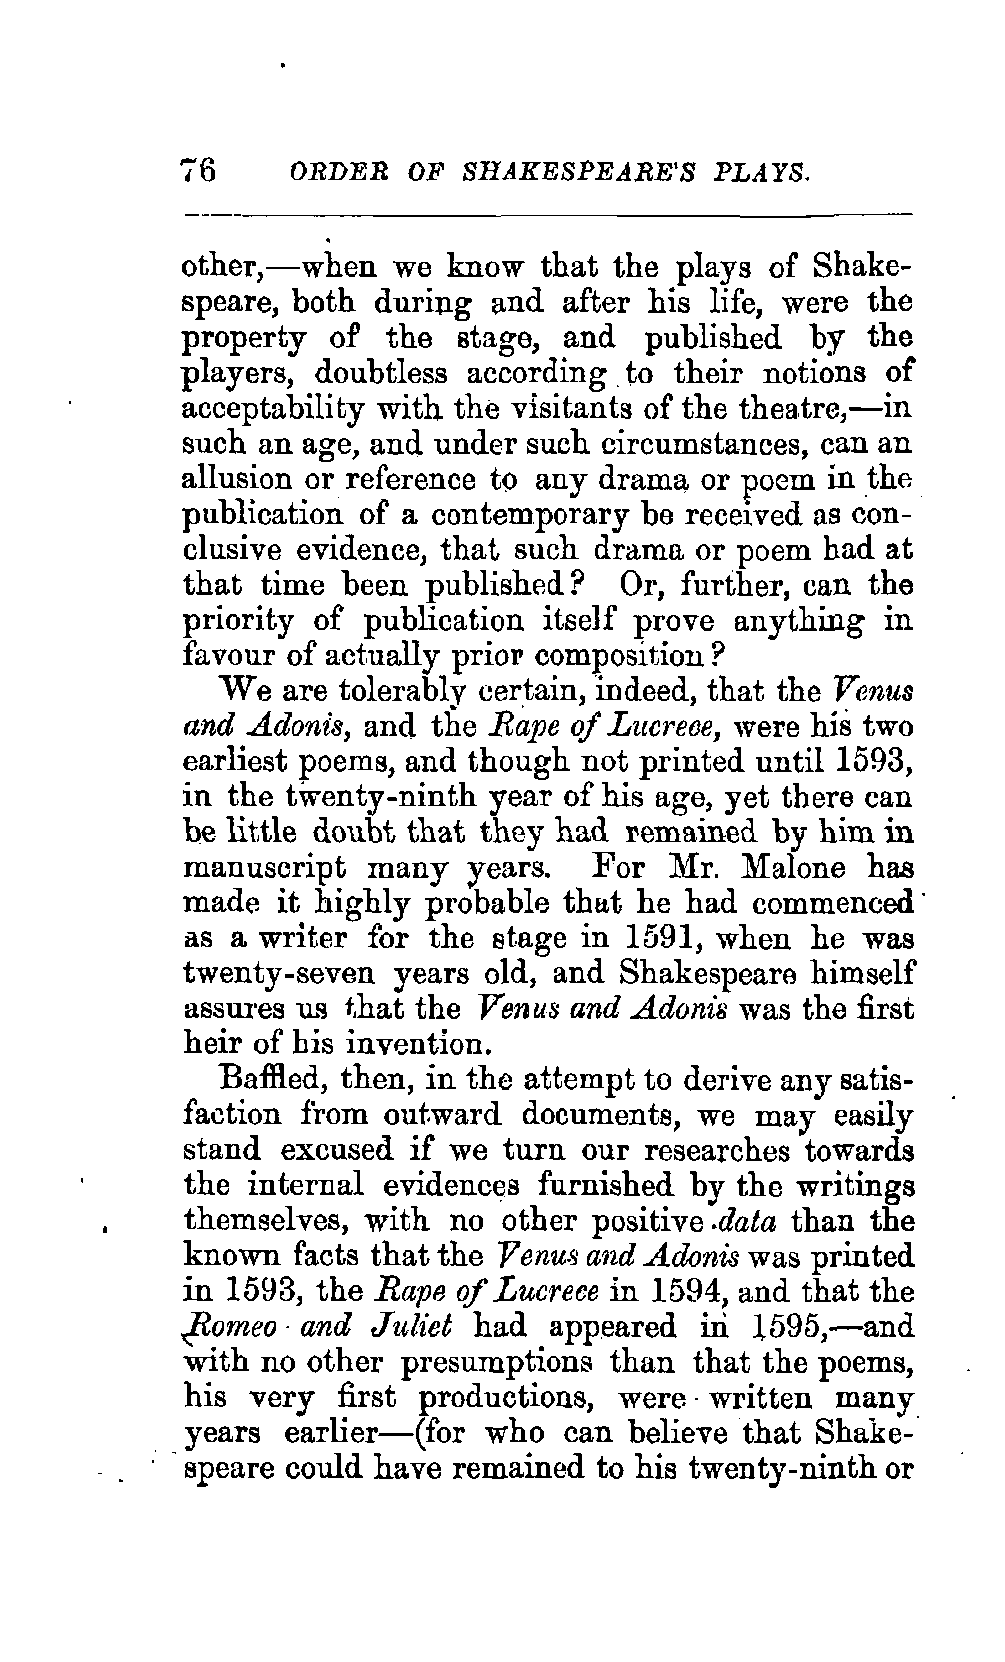 76 ORDER OF SHAKESPEARE'S PLAYS.
other,—when we know that the plays of Shake-
speare, both during and after his life, were the
property of the stage, and published by the
players, doubtless according to their notions of
acceptability with the visitants of the theatre,—in
such an age, and under such circumstances, can an
allusion or reference to any drama or poem in the
publication of a contemporary be received as con-
clusive evidence, that such drama or poem had at
that time been published? Or, further, can the
priority of publication itself prove anything in
favour of actually prior composition?
We are tolerably certain, indeed, that the Venus
and Adonis, and the Rape of Lucrece, were his two
earliest poems, and though not printed until 1593,
in the twenty-ninth year of his age, yet there can
be little doubt that they had remained by him in
manuscript many years. For Mr. Malone has
made it highly probable that he had commenced
as a writer for the stage in 1591, when he was
twenty-seven years old, and Shakespeare himself
assures us that the Venus and Adonis was the first
heir of his invention.
Baffled, then, in the attempt to derive any satis-
faction from outward documents, we may easily
stand excused if we turn our researches towards
the internal evidences furnished by the writings
themselves, with no other positive data than the
known facts that the Venus and Adonis was printed
in 1593, the Rape of Lucrece in 1594, and that the
Romeo and Juliet had appeared in 1595,—and
with no other presumptions than that the poems,
his very first productions, were written many
years earlier—(for who can believe that Shake-
speare could have remained to his twenty-ninth or